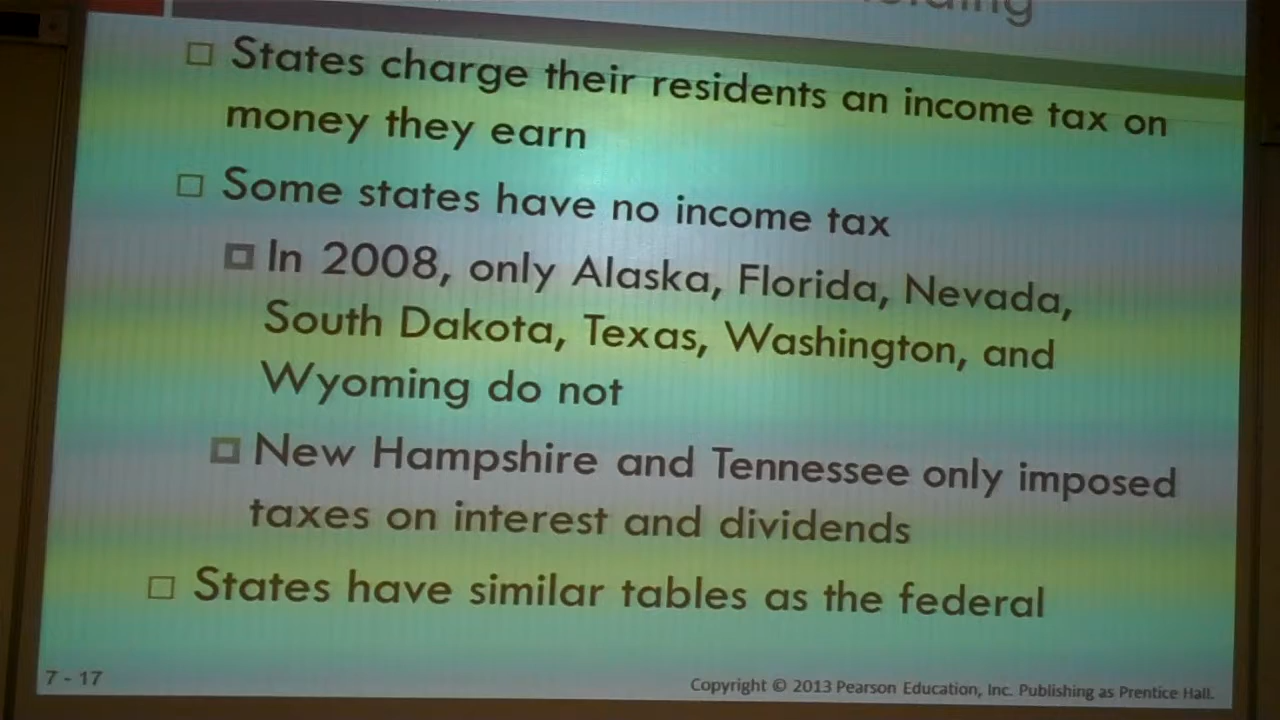 States charge their residents an income tax on
money they earn
Some states have no income tax
In 2008, only Alaska, Florida, Nevada,
South Dakota, Texas, Washington, and
Wyoming do not
New Hampshire and Tennessee only imposed
taxes on interest and dividends
States have similar tables as the federal
7 - 17
Copyright © 2013 Pearson Education, Inc. Publishing as Prentice Hall.